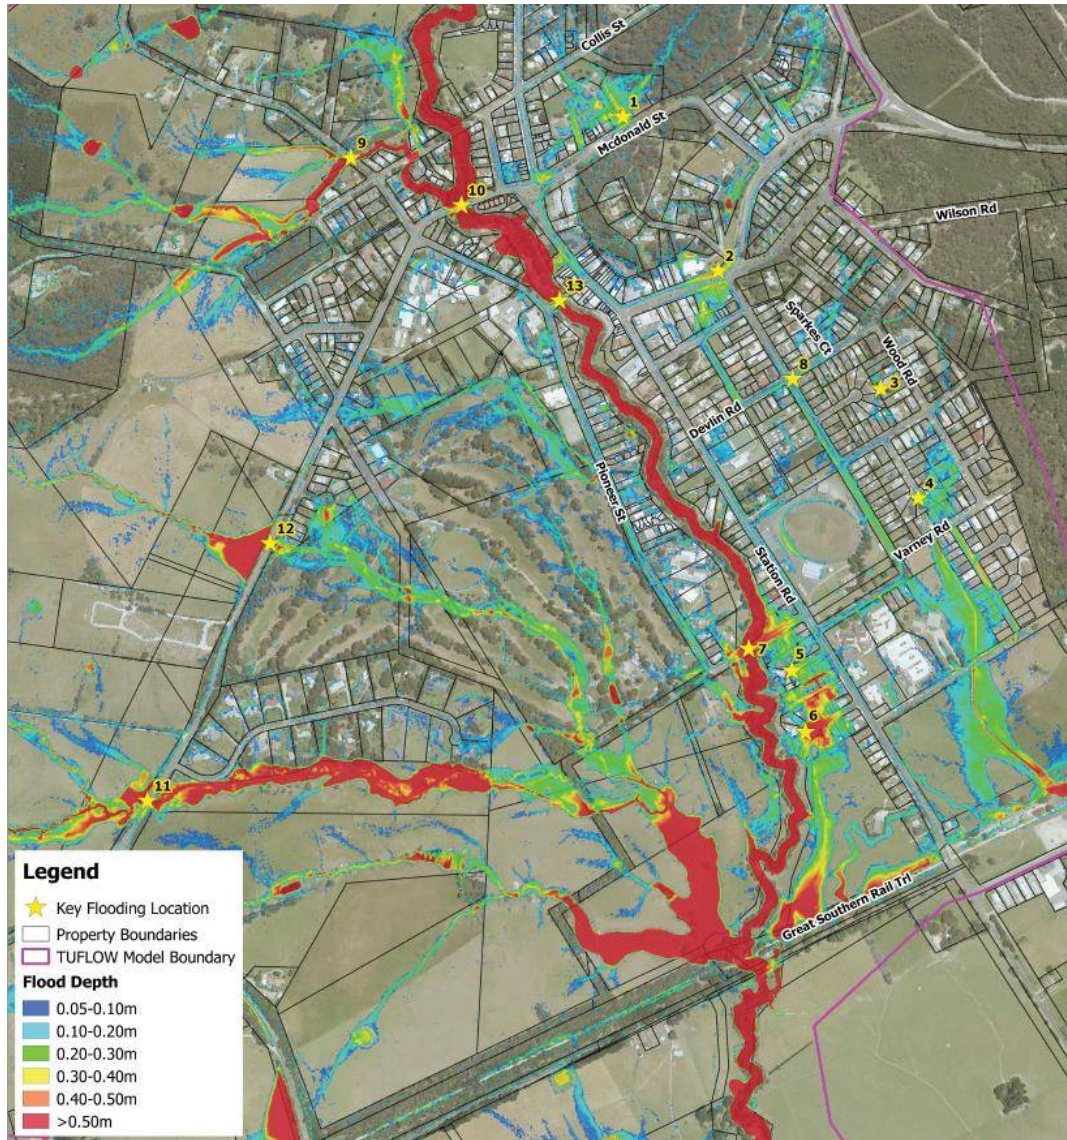 Collis St
1
Mcdonald St
9
10
Wilson Rd
2
13
Sparkes Ct
Wood Rd
8
3
Devlin Rd
Pioneer St
4
12
Varney Rd
Station Rd
7
5
6
11
Great Southern Rail Trl
Legend
Key Flooding Location
Property Boundaries
TUFLOW Model Boundary
Flood Depth
0.05-0.10m
0.10-0.20m
0.20-0.30m
0.30-0.40m
0.40-0.50m
>0.50m